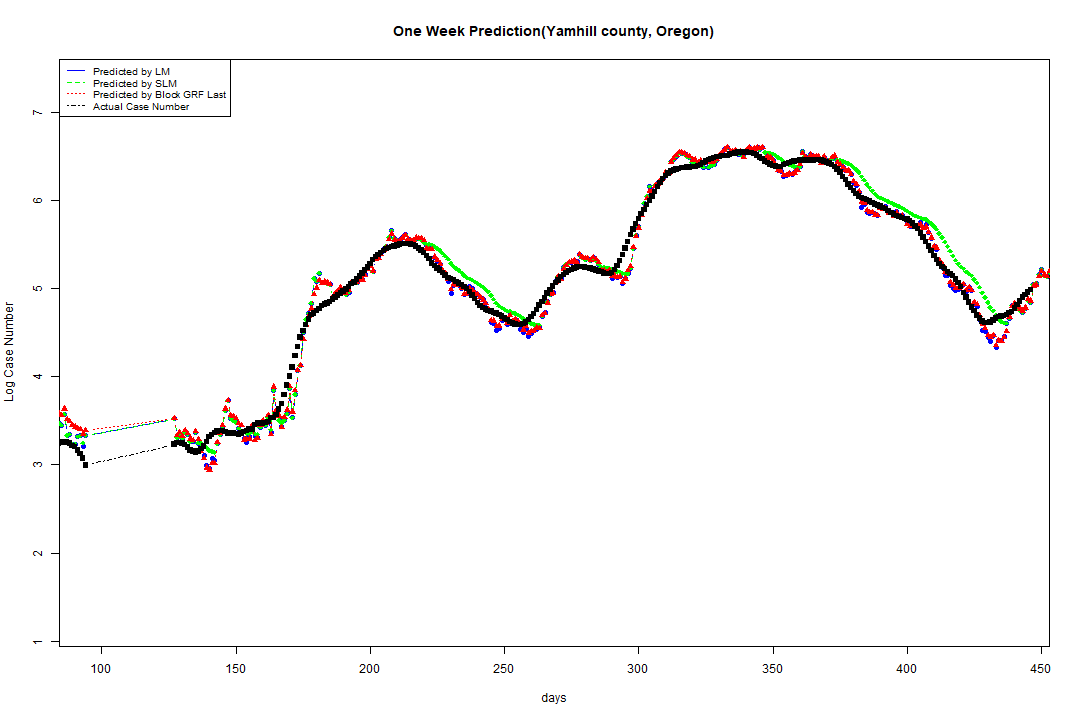 One Week Prediction(Yamhill county, Oregon)
Predicted by LM
Predicted by SLM
Predicted by Block GRF Last
Actual Case Number
Log Case Number
7
6
5
4
3
2
1
100 150 200 250 300 350 400 450
days